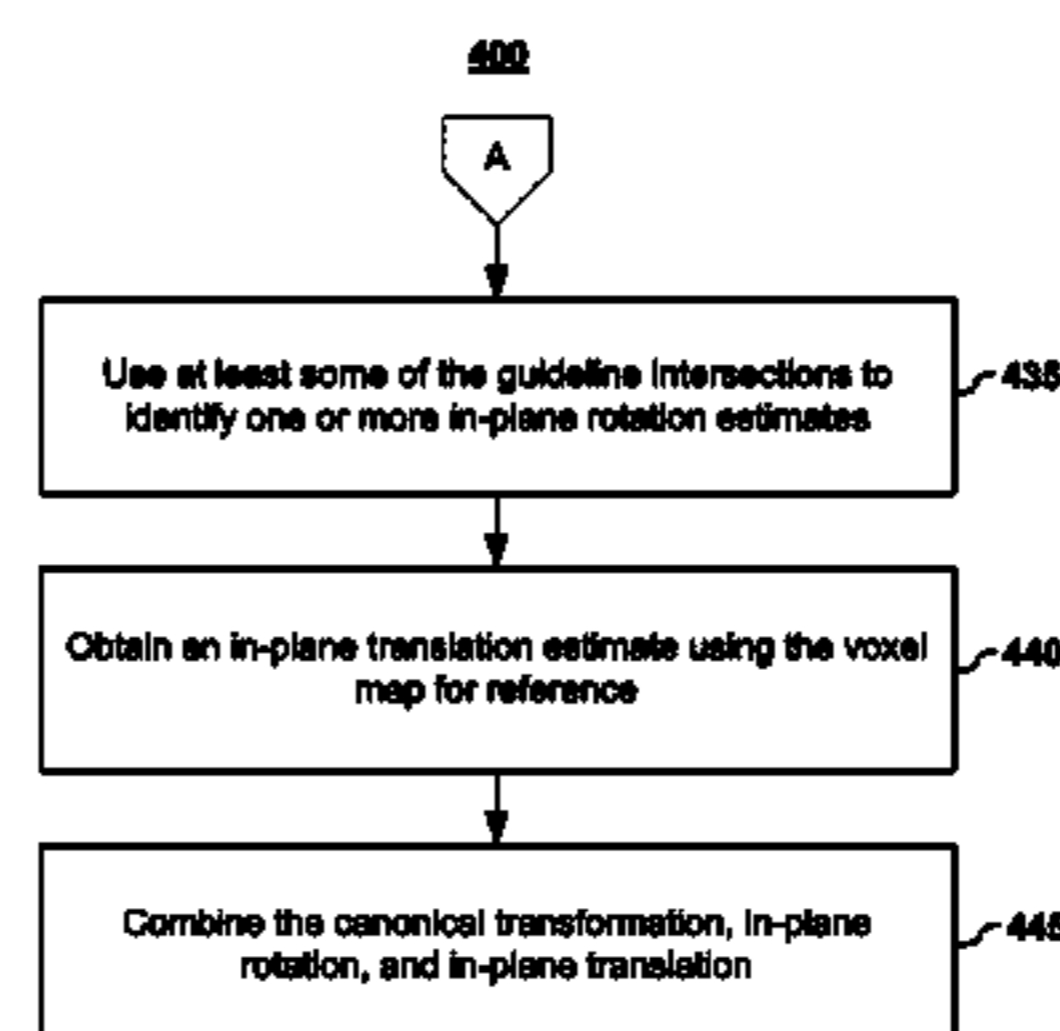 400
A
Use at least some of the guideline intersections to
identify one or more in-plane rotation estimates
435
Obtain an in-plane translation estimate using the voxel
map for reference
440
Combine the canonical transformation, in-plane
rotation, and in-plane translation
445